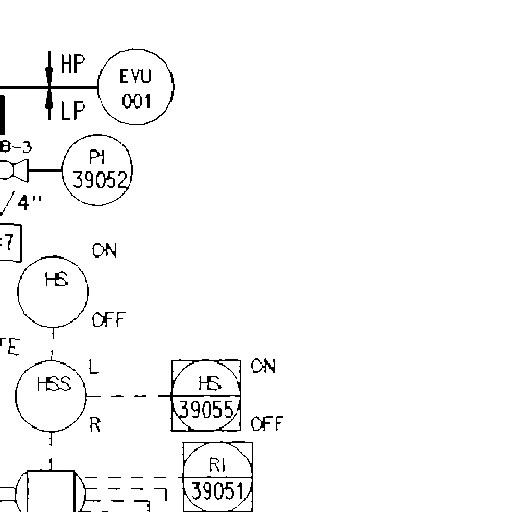 HP
EVU
001
LP
B-3
PI
39052
4"
7
ON
HS
OFF
TE
L
HSS
HS
ON
39055
R
OFF
RI
39051